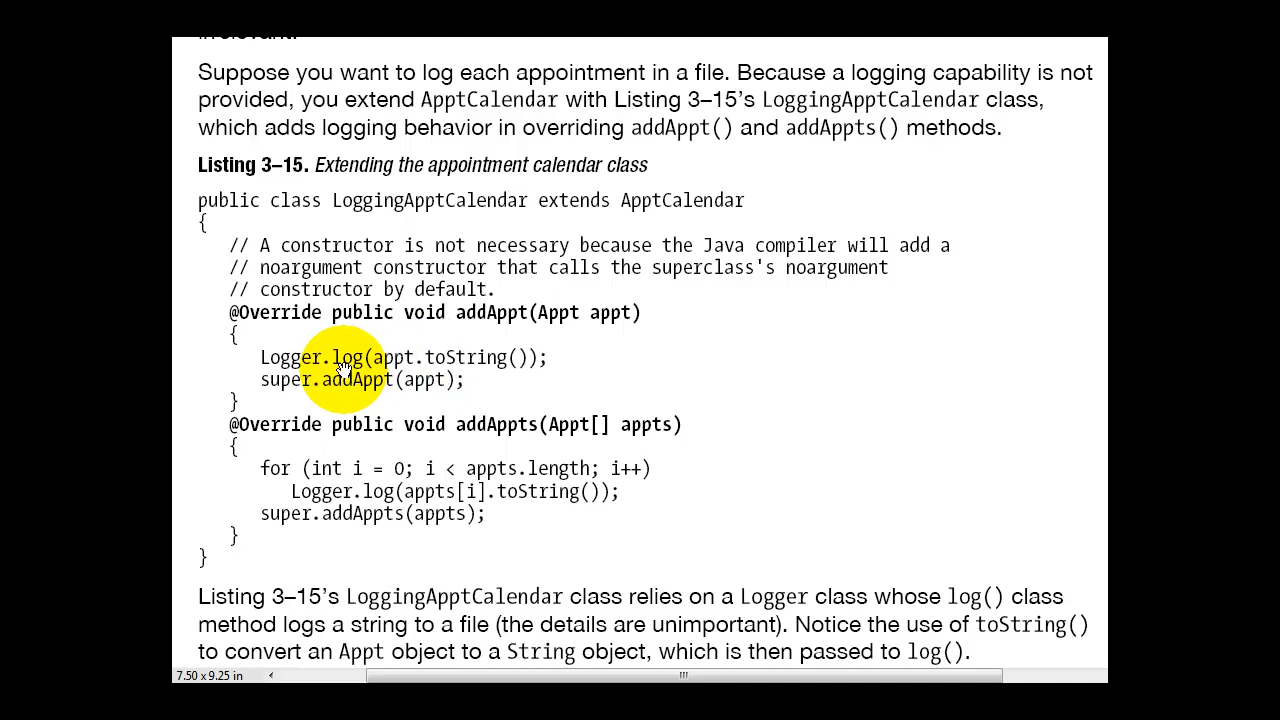 irrelevant.
Suppose you want to log each appointment in a file. Because a logging capability is not
provided, you extend ApptCalendar with Listing 3–15’s LoggingApptCalendar class,
which adds logging behavior in overriding addAppt() and addAppts() methods.
Listing 3–15. Extending the appointment calendar class
public class LoggingApptCalendar extends ApptCalendar
{
// A constructor is not necessary because the Java compiler will add a
// noargument constructor that calls the superclass's noargument
// constructor by default.
@Override public void addAppt(Appt appt)
{
Logger.log(appt.toString());
super.addAppt(appt);
}
@Override public void addAppts(Appt[] appts)
{
for (int i = 0; i < appts.length; i++)
Logger.log(appts[i].toString());
super.addAppts(appts);
}
}
Listing 3–15’s LoggingApptCalendar class relies on a Logger class whose log() class
method logs a string to a file (the details are unimportant). Notice the use of toString()
to convert an Appt object to a String object, which is then passed to log().
7.50 x 9.25 in